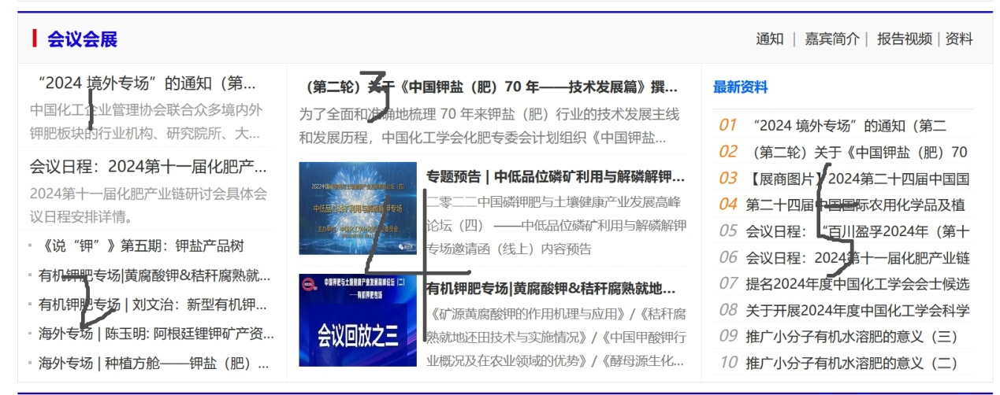 会议会展
通知 | 嘉宾简介 | 报告视频 | 资料
“2024 境外专场”的通知（第...
中国化工企业管理协会联合众多境内外
钾肥板块的行业机构、研究院所、大...
会议日程：2024第十一届化肥产...
2024第十一届化肥产业链研讨会具体会
议日程安排详情。
《说“钾”》第五期：钾盐产品树
有机钾肥专场|黄腐酸钾&秸秆腐熟就...
有机钾肥专场 | 刘文治：新型有机钾...
海外专场 | 陈玉明: 阿根廷锂钾矿产资...
海外专场 | 种植方舱——钾盐（肥）...
1
2
（第二轮）关于《中国钾盐（肥）70 年——技术发展篇》撰...
为了全面和准确地梳理 70 年来钾盐（肥）行业的技术发展主线
和发展历程，中国化工学会化肥专委会计划组织《中国钾盐...
3
中低品位磷矿利用与解磷解钾专场
专题预告 | 中低品位磷矿利用与解磷解钾...
二零二二中国磷钾肥与土壤健康产业发展高峰
论坛（四） ——中低品位磷矿利用与解磷解钾
专场邀请函（线上）内容预告
4
中国钾肥与土壤健康产业发展高峰论坛（二）
——有机钾肥专场
会议回放之三
有机钾肥专场|黄腐酸钾&秸秆腐熟就地...
《矿源黄腐酸钾的作用机理与应用》/《秸秆腐
熟就地还田技术与实施情况》/《中国甲酸钾行
业概况及在农业领域的优势》/《酵母源生化...
最新资料
01 “2024 境外专场”的通知（第二
02 （第二轮）关于《中国钾盐（肥）70
03 【展商图片】2024第二十四届中国国
04 第二十四届中国国际农用化学品及植
05 会议日程：“百川盈孚2024年（第十
06 会议日程：2024第十一届化肥产业链
07 提名2024年度中国化工学会会士候选
08 关于开展2024年度中国化工学会科学
09 推广小分子有机水溶肥的意义（三）
10 推广小分子有机水溶肥的意义（二）
5